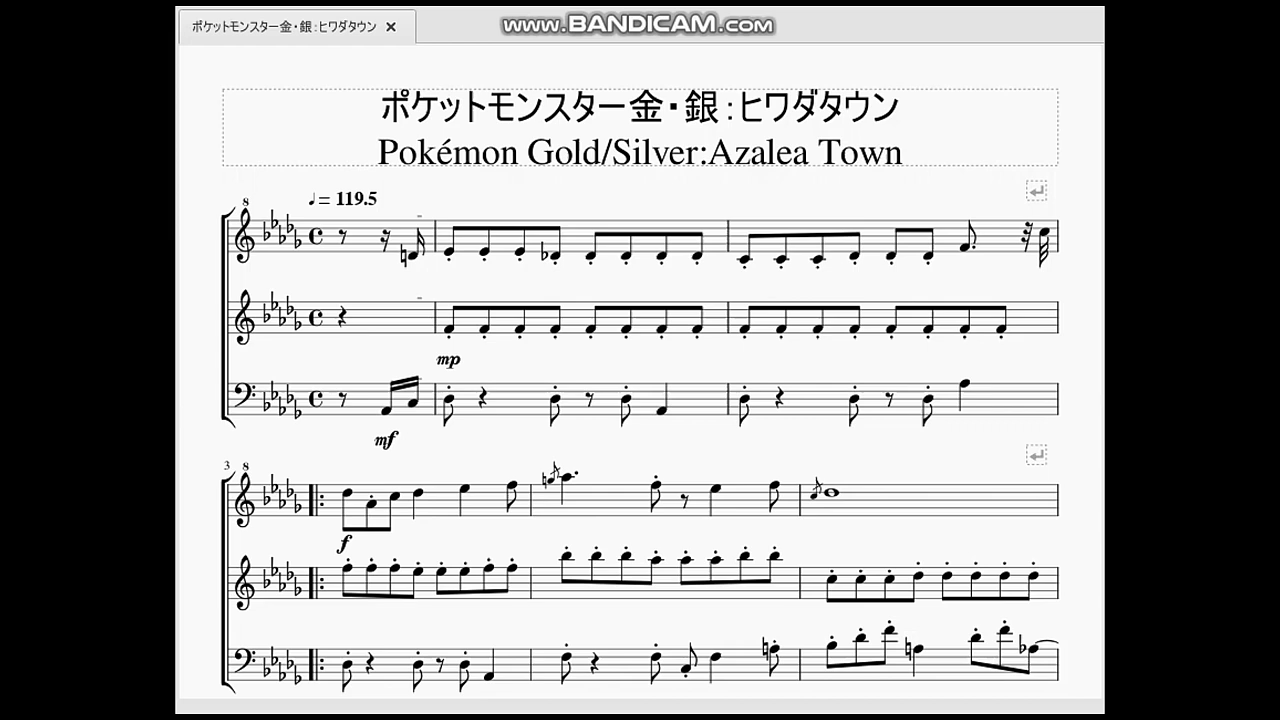 ポケットモンスター金・銀：ヒワダタウン ×
www.BANDICAM.com
ポケットモンスター金・銀：ヒワダタウン
Pokémon Gold/Silver:Azalea Town
♩= 119.5
8
mp
mf
3
8
f